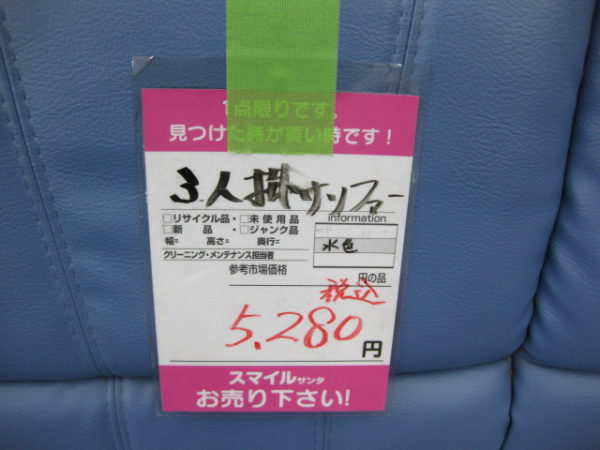 1点限りです。
見つけた時が買い時です！
3人掛ソファー
□リサイクル品・□未使用品
□新品・□ジャンク品
幅= 高さ= 奥行=
クリーニング・メンテナンス担当者
information
水色
参考市場価格
円の品
税込
5,280円
スマイルサンタ
お売り下さい!